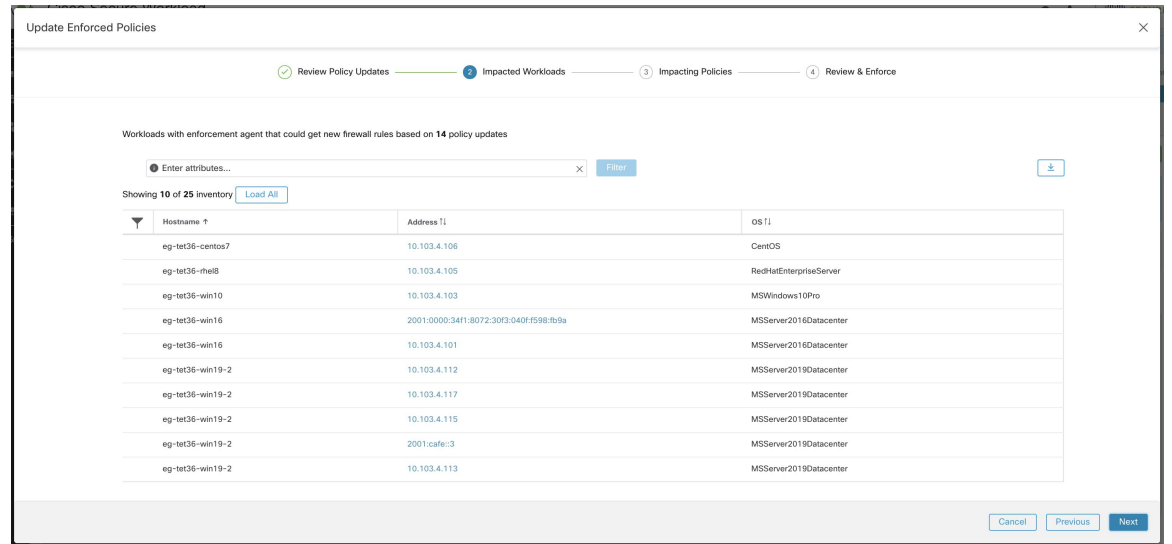 Update Enforced Policies
Review Policy Updates 2 Impacted Workloads 3 Impacting Policies 4 Review & Enforce
Workloads with enforcement agent that could get new firewall rules based on 14 policy updates
Enter attributes... Filter
Showing 10 of 25 inventory Load All
Hostname Address OS
eg-tet36-centos7 10.103.4.106 CentOS
eg-tet36-rhel8 10.103.4.105 RedHatEnterpriseServer
eg-tet36-win10 10.103.4.103 MSWindows10Pro
eg-tet36-win16 2001:0000:34f1:8072:30f3:040f:f598:fb9a MSServer2016Datacenter
eg-tet36-win16 10.103.4.101 MSServer2016Datacenter
eg-tet36-win19-2 10.103.4.112 MSServer2019Datacenter
eg-tet36-win19-2 10.103.4.117 MSServer2019Datacenter
eg-tet36-win19-2 10.103.4.115 MSServer2019Datacenter
eg-tet36-win19-2 2001:cafe::3 MSServer2019Datacenter
eg-tet36-win19-2 10.103.4.113 MSServer2019Datacenter
Cancel Previous Next